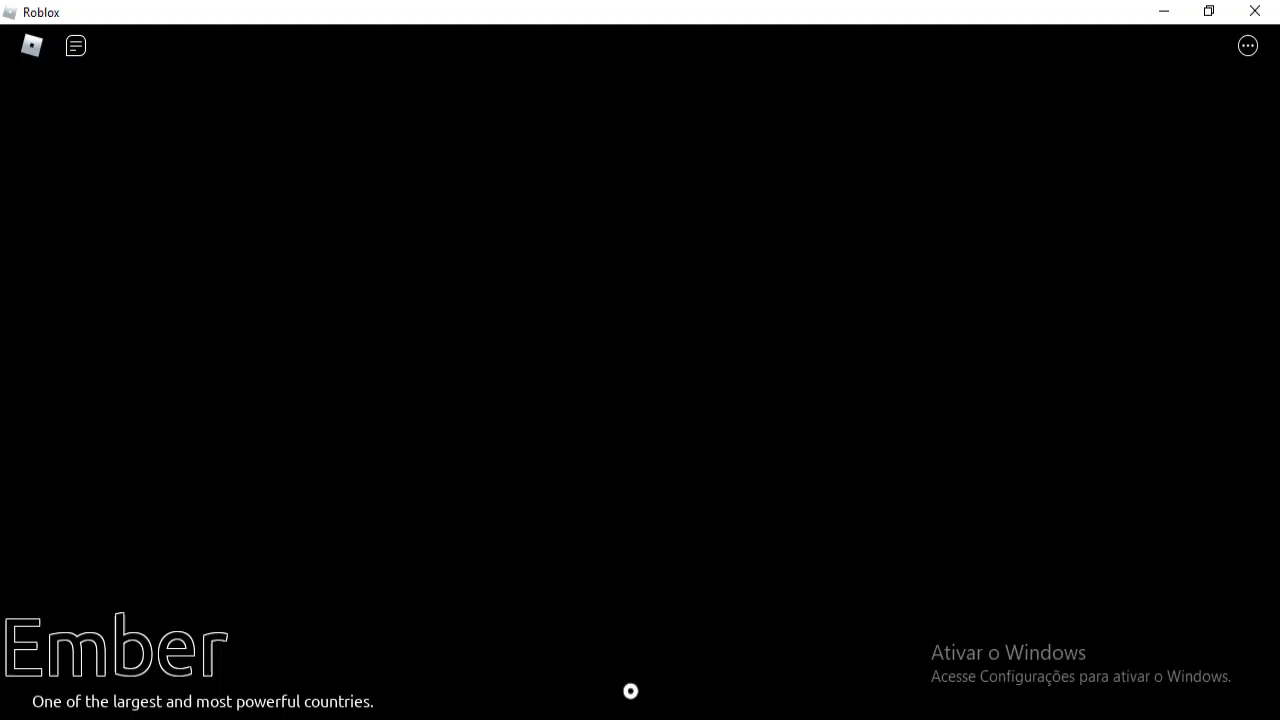 Roblox
Ember
One of the largest and most powerful countries.
Ativar o Windows
Acesse Configurações para ativar o Windows.